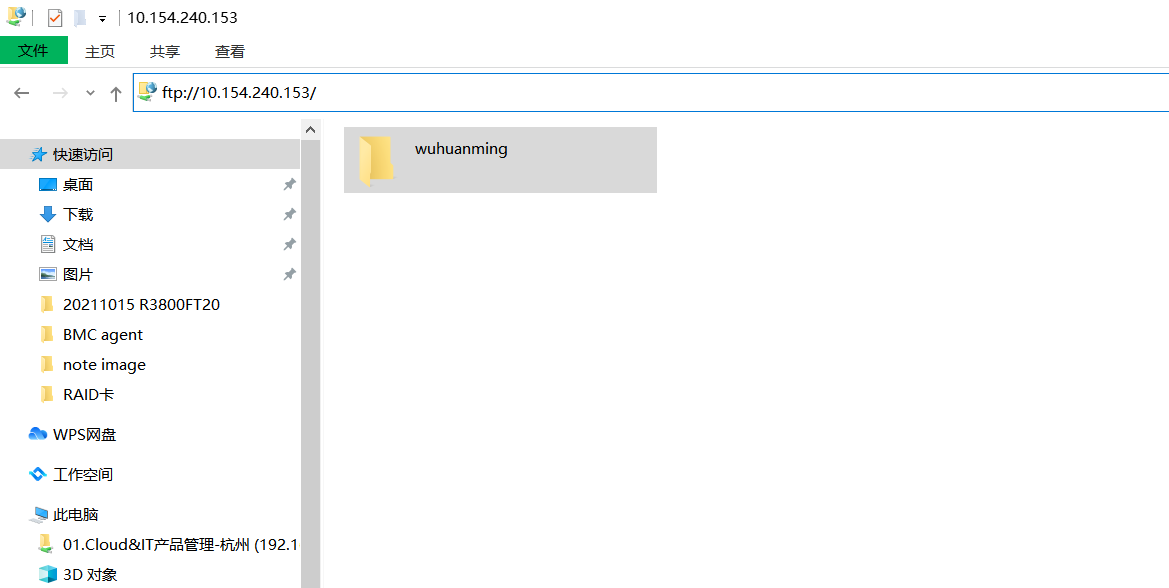 10.154.240.153
文件 主页 共享 查看
ftp://10.154.240.153/
快速访问
桌面
下载
文档
图片
20211015 R3800FT20
BMC agent
note image
RAID卡
WPS网盘
工作空间
此电脑
01.Cloud&IT产品管理-杭州 (192.1
3D 对象
wuhuanming